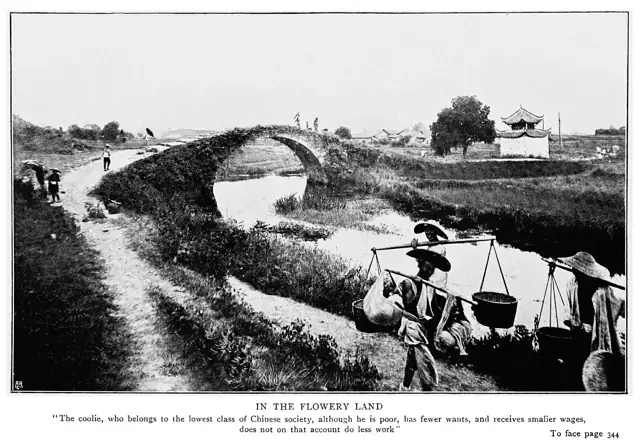 IN THE FLOWERY LAND
"The coolie, who belongs to the lowest class of Chinese society, although he is poor, has fewer wants, and receives smaller wages,
does not on that account do less work"
To face page 344